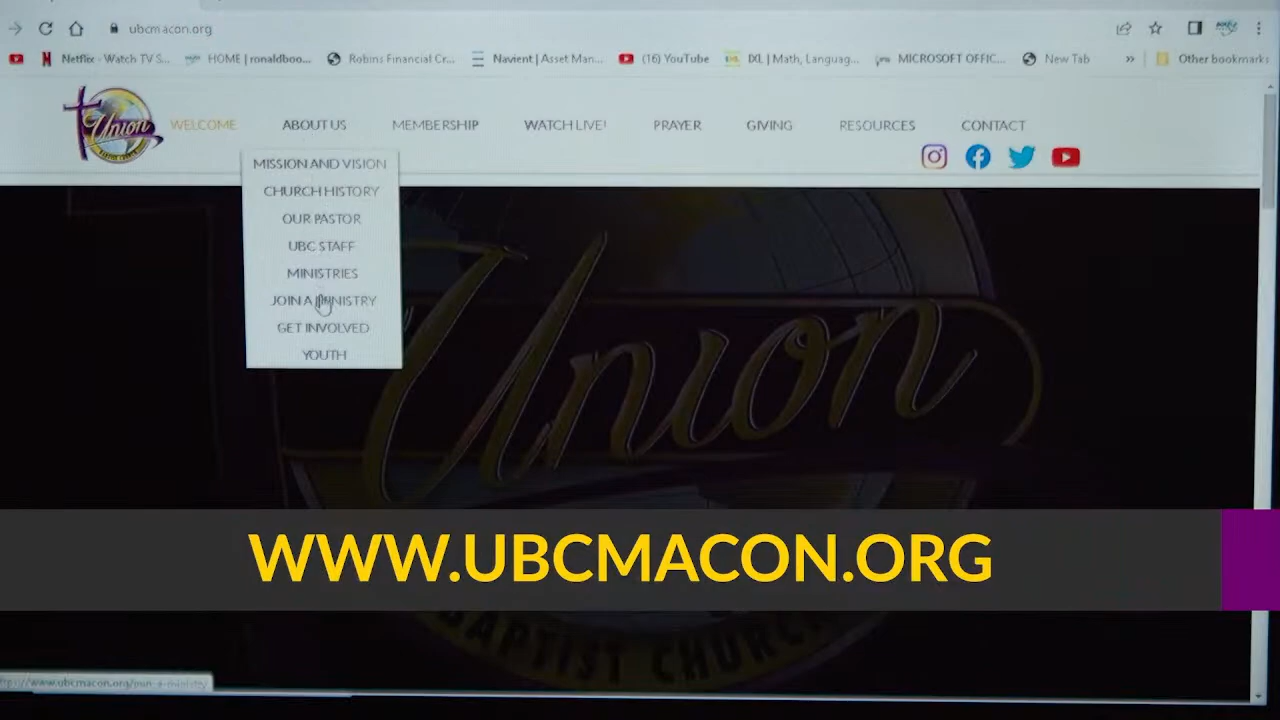 ubcmacon.org
Netflix - Watch TV S... HOME | ronaldboo... Robins Financial Cr... Navient | Asset Man... (16) YouTube IXL | Math, Languag... MICROSOFT OFFIC... New Tab » Other bookmarks
Union
WELCOME ABOUT US MEMBERSHIP WATCH LIVE! PRAYER GIVING RESOURCES CONTACT
MISSION AND VISION
CHURCH HISTORY
OUR PASTOR
UBC STAFF
MINISTRIES
JOIN A MINISTRY
GET INVOLVED
YOUTH
Union
WWW.UBCMACON.ORG
BAPTIST CHURCH